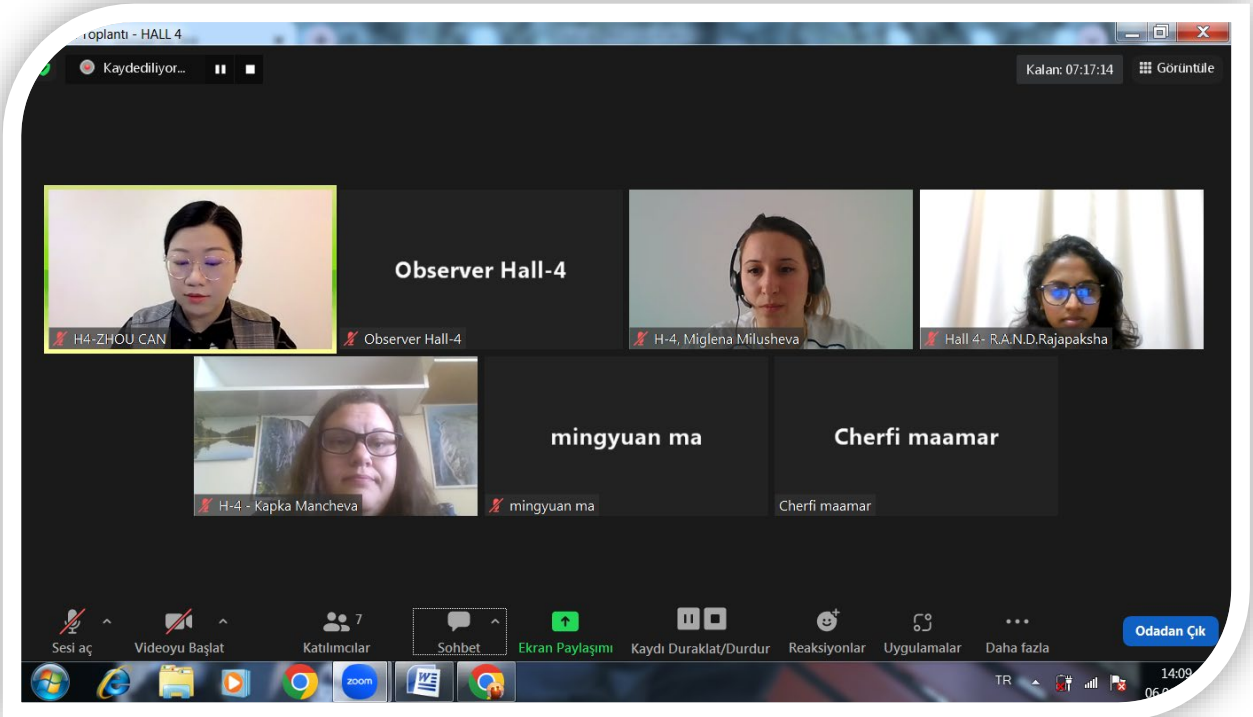 Toplantı - HALL 4
Kaydediliyor...
Kalan: 07:17:14
Görüntüle
H4-ZHOU CAN
Observer Hall-4
Observer Hall-4
H-4, Miglena Milusheva
Hall 4- R.A.N.D.Rajapaksha
H-4 - Kapka Mancheva
mingyuan ma
mingyuan ma
Cherfi maamar
Cherfi maamar
7
Sesi aç
Videoyu Başlat
Katılımcılar
Sohbet
Ekran Paylaşımı
Kaydı Duraklat/Durdur
Reaksiyonlar
Uygulamalar
Daha fazla
Odadan Çık
zoom
TR
14:09